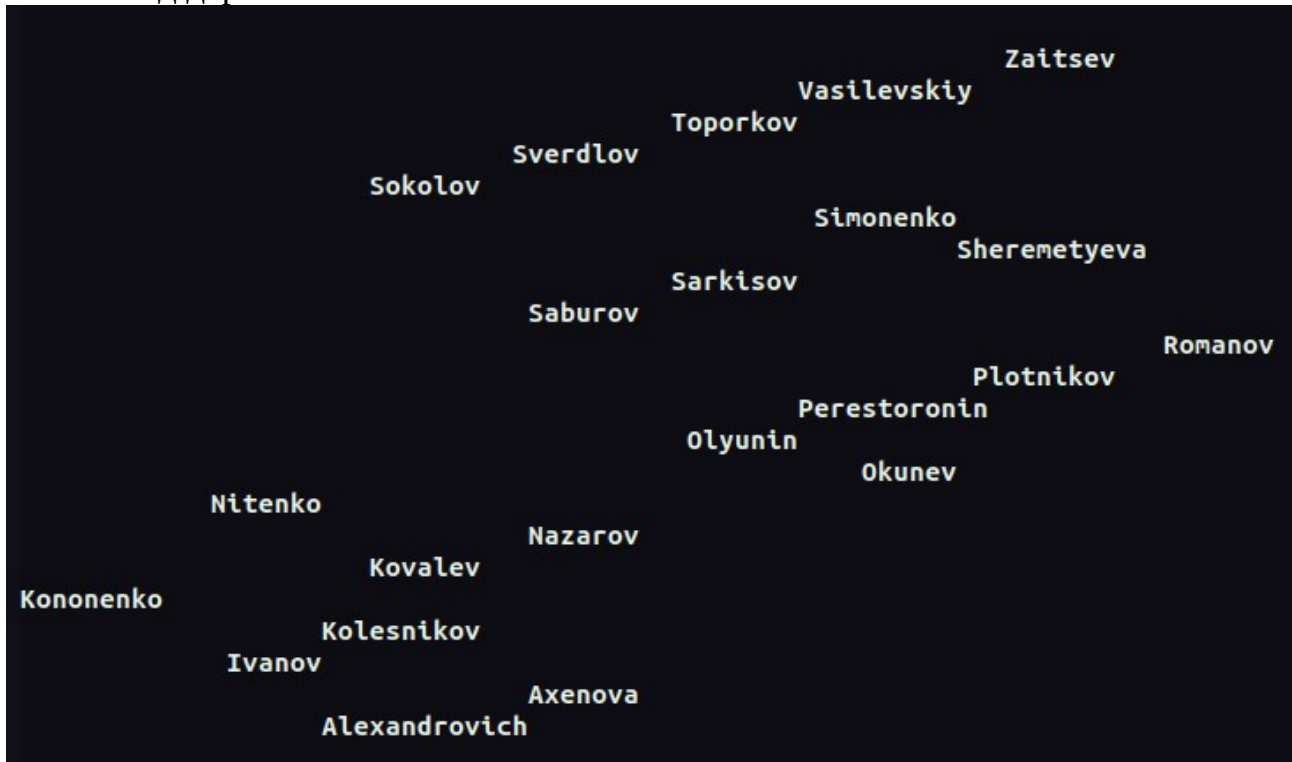 Zaitsev
Vasilevskiy
Toporkov
Sverdlov
Sokolov
Simonenko
Sheremetyeva
Sarkisov
Saburov
Romanov
Plotnikov
Perestoronin
Olyunin
Okunev
Nitenko
Nazarov
Kovalev
Kononenko
Kolesnikov
Ivanov
Axenova
Alexandrovich